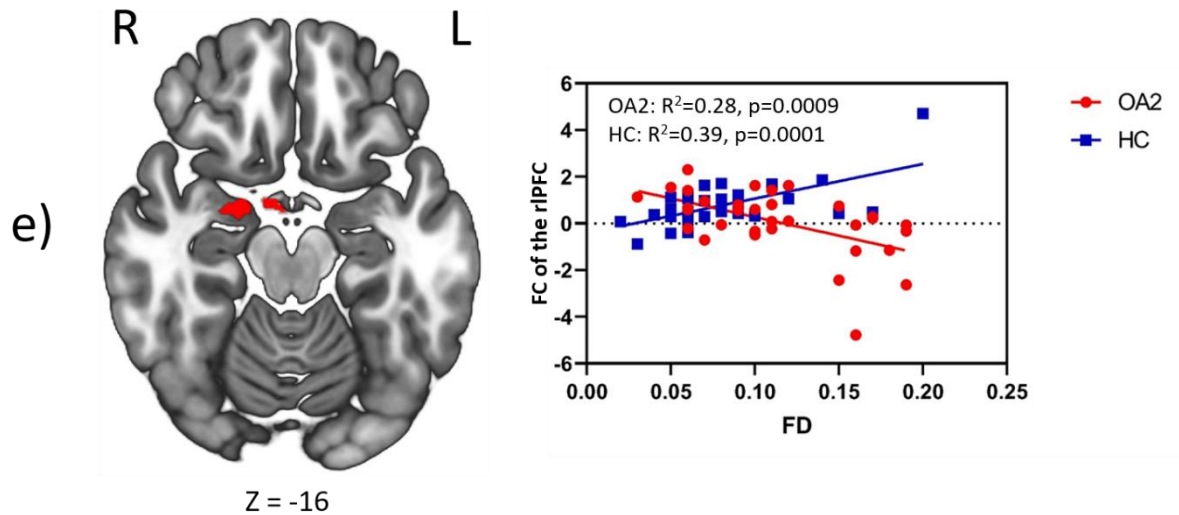 R
L
e)
Z = -16
OA2: R²=0.28, p=0.0009
HC: R²=0.39, p=0.0001
OA2
HC
FC of the rlPFC
6
4
2
0
-2
-4
-6
0.00 0.05 0.10 0.15 0.20 0.25
FD